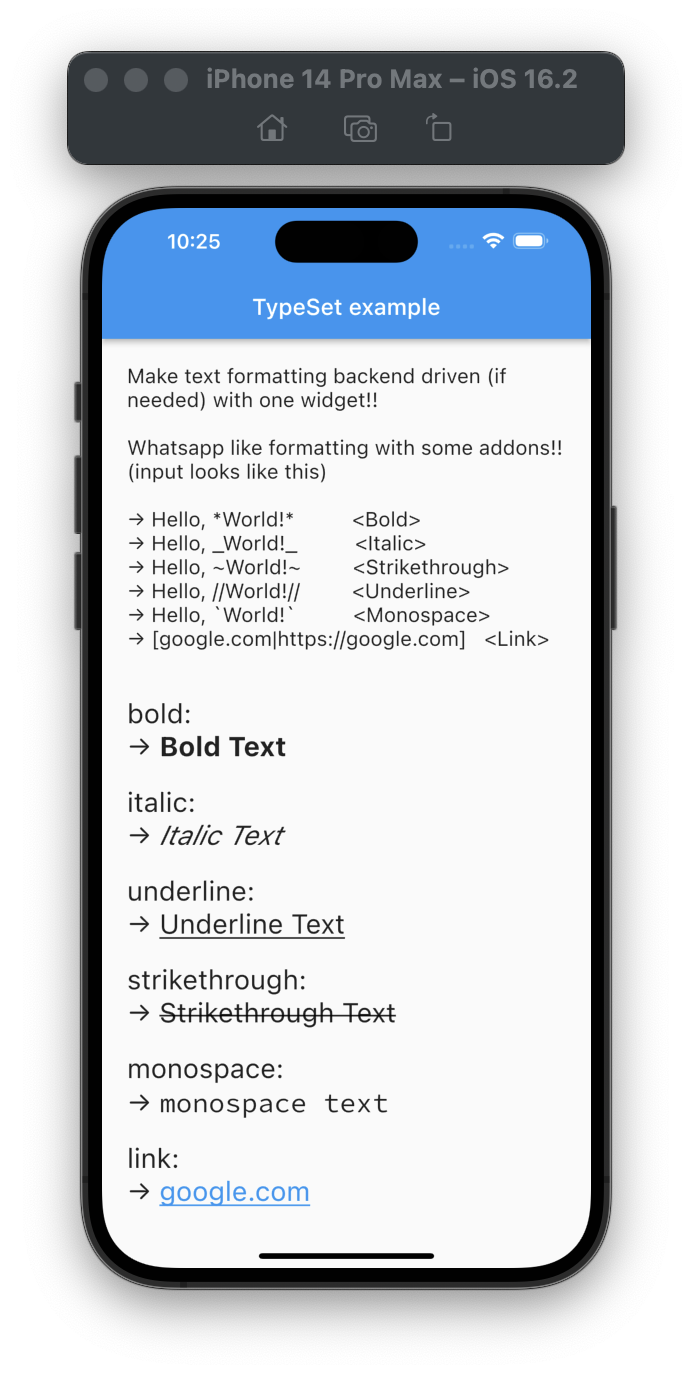 iPhone 14 Pro Max – iOS 16.2
10:25
TypeSet example
Make text formatting backend driven (if
needed) with one widget!!
Whatsapp like formatting with some addons!!
(input looks like this)
→ Hello, *World!* <Bold>
→ Hello, _World!_ <Italic>
→ Hello, ~World!~ <Strikethrough>
→ Hello, //World!// <Underline>
→ Hello, `World!` <Monospace>
→ [google.com|https://google.com] <Link>
bold:
→ Bold Text
italic:
→ Italic Text
underline:
→ Underline Text
strikethrough:
→ Strikethrough Text
monospace:
→ monospace text
link:
→ google.com